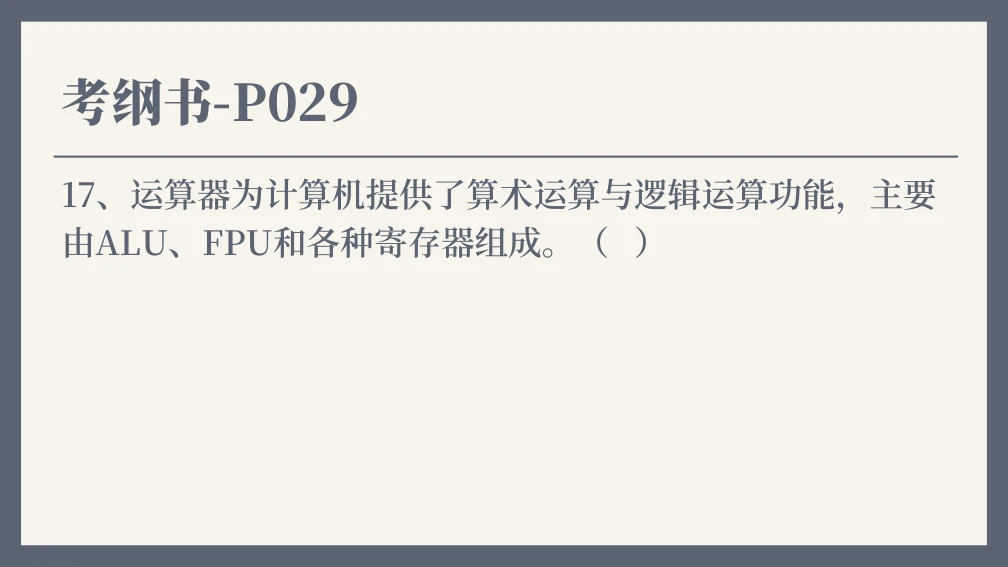 考纲书-P029
17、运算器为计算机提供了算术运算与逻辑运算功能，主要
由ALU、FPU和各种寄存器组成。（ ）